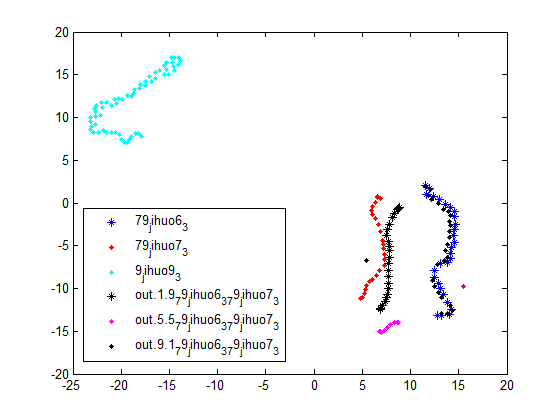 20
15
10
5
0
-5
-10
-15
-20
-25 -20 -15 -10 -5 0 5 10 15 20
79jihuo63
79jihuo73
9jihuo93
out.1.979jihuo6379jihuo73
out.5.579jihuo6379jihuo73
out.9.179jihuo6379jihuo73